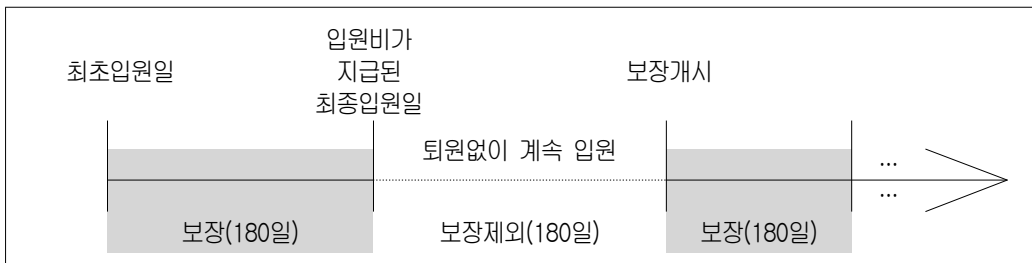 최초입원일
입원비가
지급된
최종입원일
보장개시
퇴원없이 계속 입원
...
...
보장(180일)
보장제외(180일)
보장(180일)